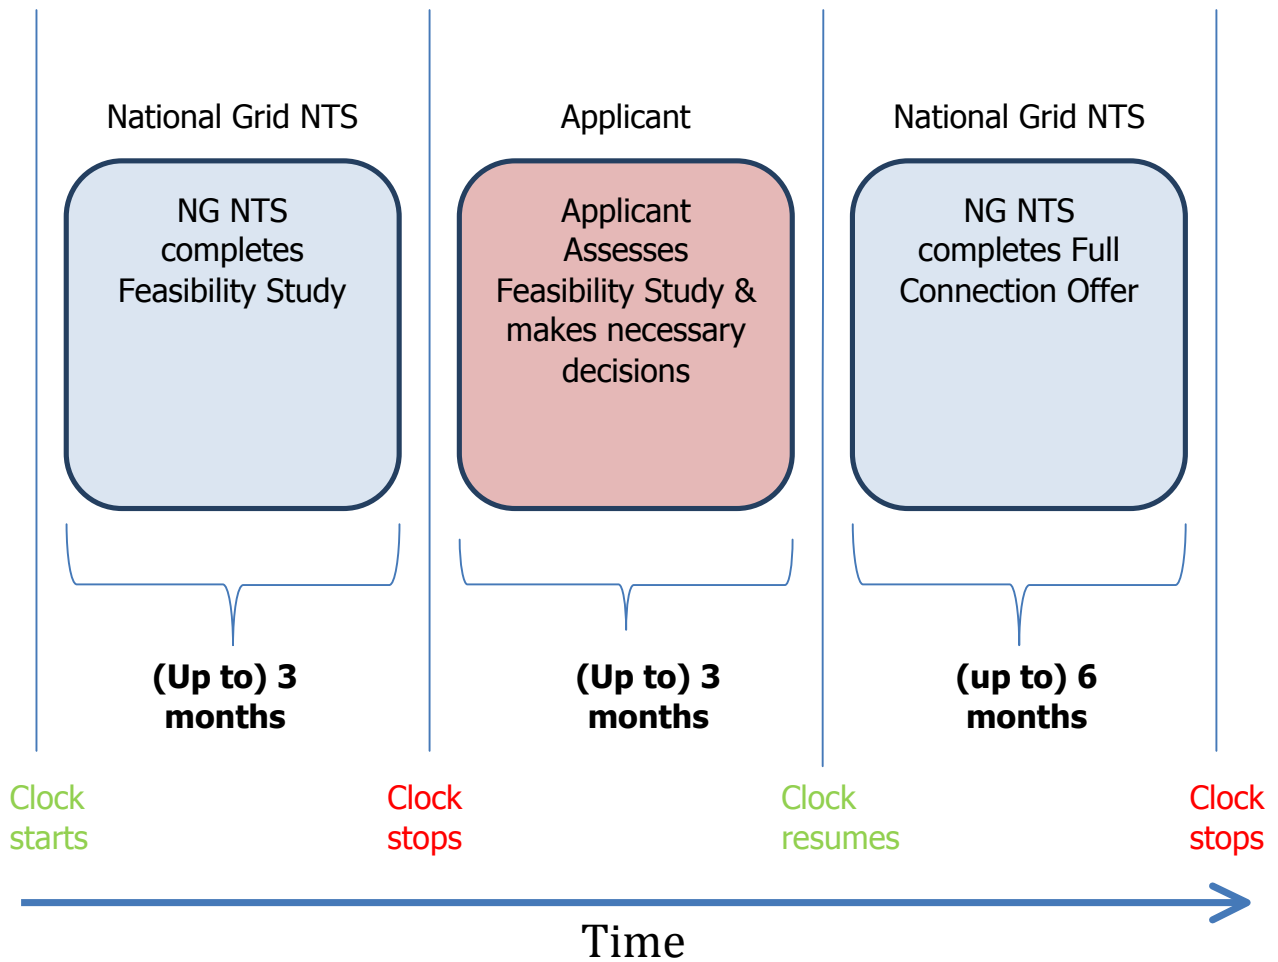 National Grid NTS
Applicant
National Grid NTS
NG NTS
completes
Feasibility Study
Applicant
Assesses
Feasibility Study &
makes necessary
decisions
NG NTS
completes Full
Connection Offer
(Up to) 3
months
(Up to) 3
months
(up to) 6
months
Clock
starts
Clock
stops
Clock
resumes
Clock
stops
Time